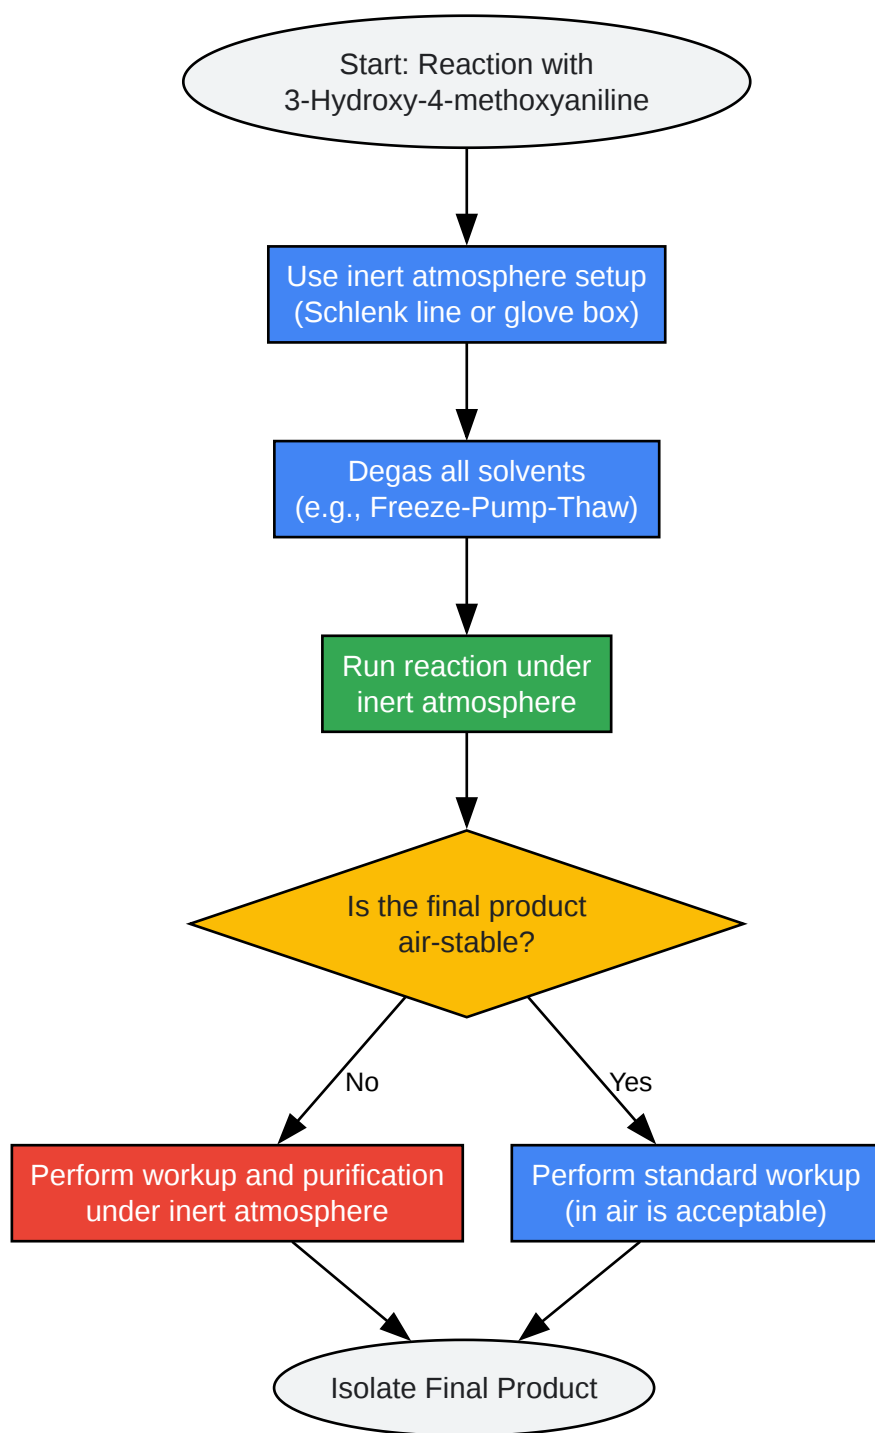 Start: Reaction with
3-Hydroxy-4-methoxyaniline
Use inert atmosphere setup
(Schlenk line or glove box)
Degas all solvents
(e.g., Freeze-Pump-Thaw)
Run reaction under
inert atmosphere
Is the final product
air-stable?
No
Yes
Perform workup and purification
under inert atmosphere
Perform standard workup
(in air is acceptable)
Isolate Final Product